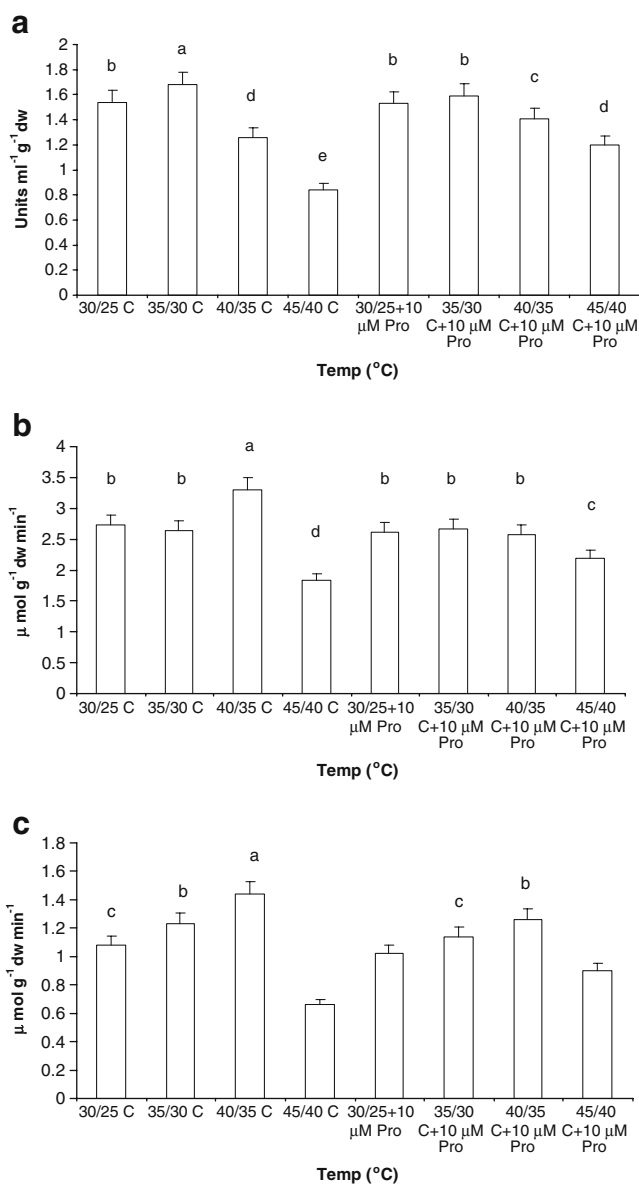 a
Units ml-1 g-1 dw
2
1.8
1.6
1.4
1.2
1
0.8
0.6
0.4
0.2
0
b a d e b b c d
30/25 C 35/30 C 40/35 C 45/40 C 30/25+10 35/30 40/35 45/40
μM Pro C+10 μM C+10 μM C+10 μM
Pro Pro Pro
Temp (°C)
b
μ mol g-1 dw min-1
4
3.5
3
2.5
2
1.5
1
0.5
0
b b a d b b b c
30/25 C 35/30 C 40/35 C 45/40 C 30/25+10 35/30 40/35 45/40
μM Pro C+10 μM C+10 μM C+10 μM
Pro Pro Pro
Temp (°C)
c
μ mol g-1 dw min-1
1.8
1.6
1.4
1.2
1
0.8
0.6
0.4
0.2
0
c b a c b
30/25 C 35/30 C 40/35 C 45/40 C 30/25+10 35/30 40/35 45/40
μM Pro C+10 μM C+10 μM C+10 μM
Pro Pro Pro
Temp (°C)